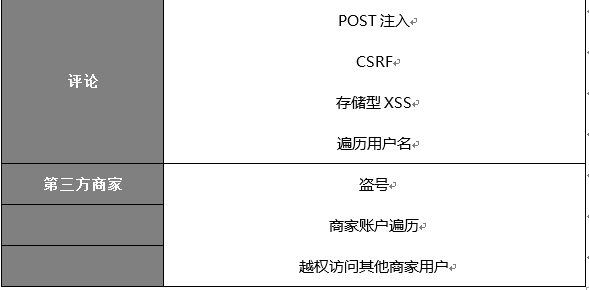 POST 注入
CSRF
评论
存储型 XSS
遍历用户名
第三方商家
盗号
商家账户遍历
越权访问其他商家用户